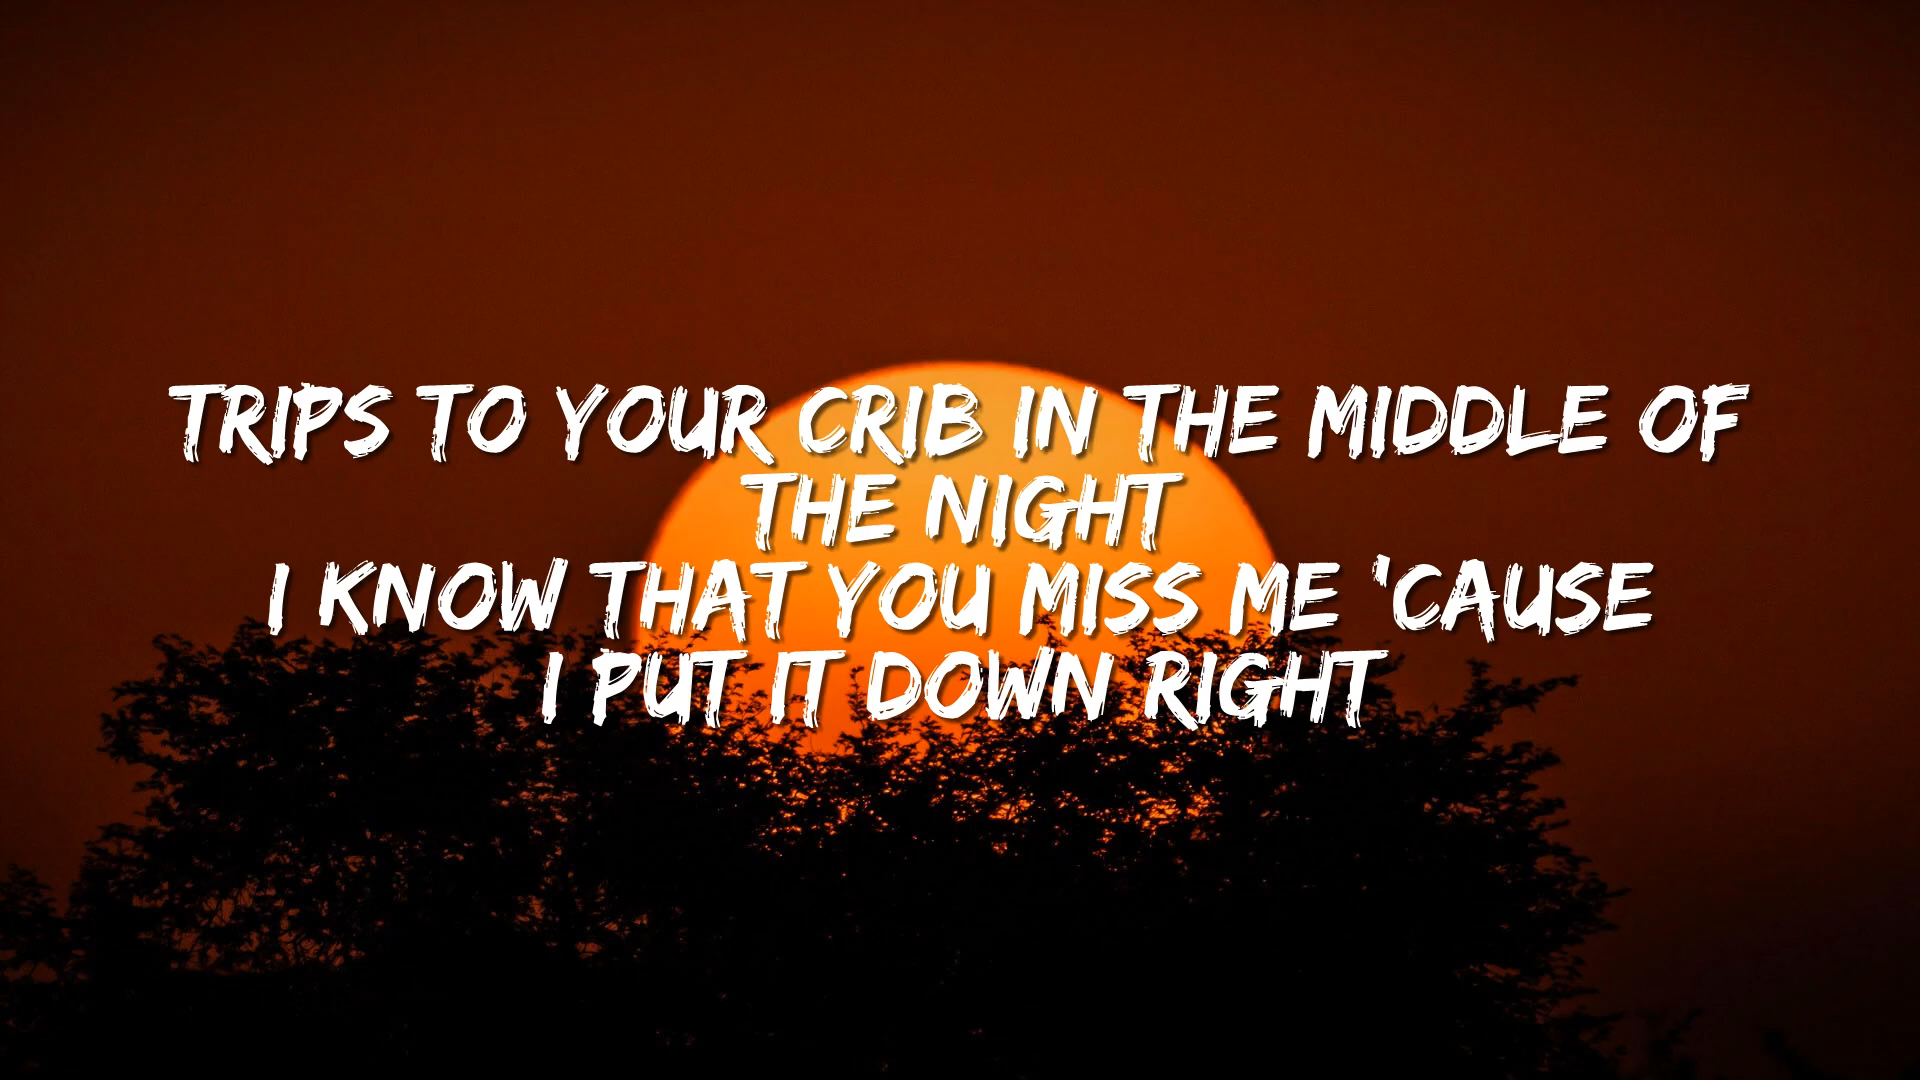 TRIPS TO YOUR CRIB IN THE MIDDLE OF
THE NIGHT
I KNOW THAT YOU MISS ME 'CAUSE
I PUT IT DOWN RIGHT